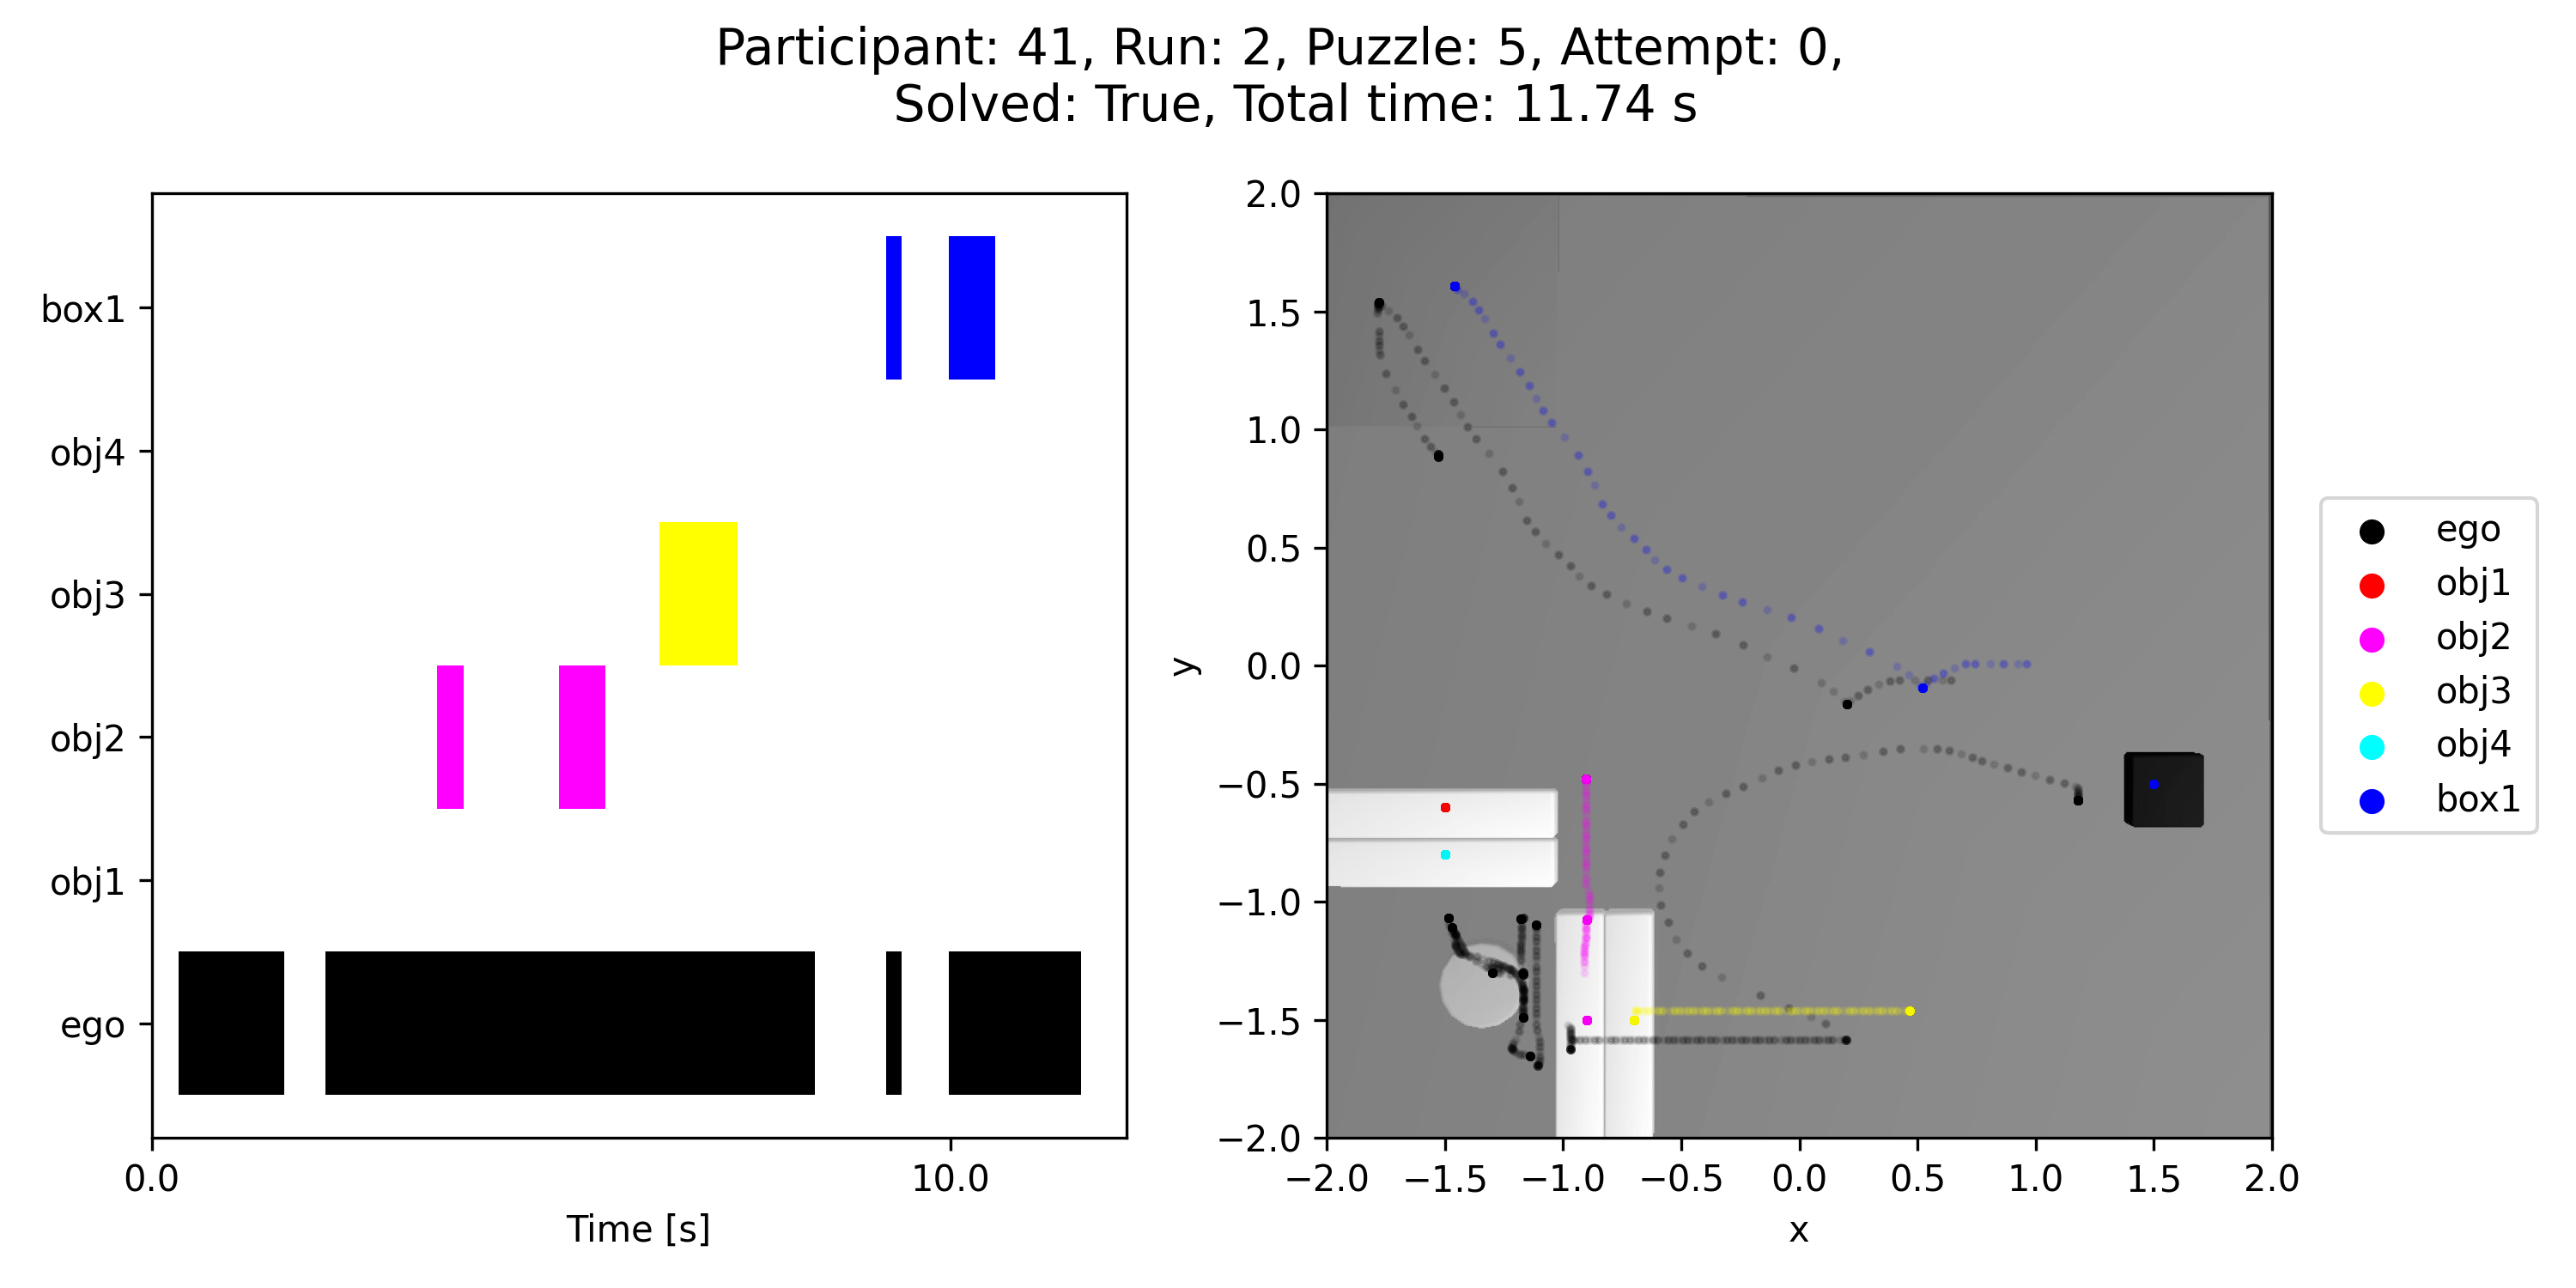 Participant: 41, Run: 2, Puzzle: 5, Attempt: 0,
Solved: True, Total time: 11.74 s
box1
obj4
obj3
obj2
obj1
ego
0.0
10.0
Time [s]
2.0
1.5
1.0
0.5
0.0
−0.5
−1.0
−1.5
−2.0
y
−2.0
−1.5
−1.0
−0.5
0.0
0.5
1.0
1.5
2.0
x
ego
obj1
obj2
obj3
obj4
box1